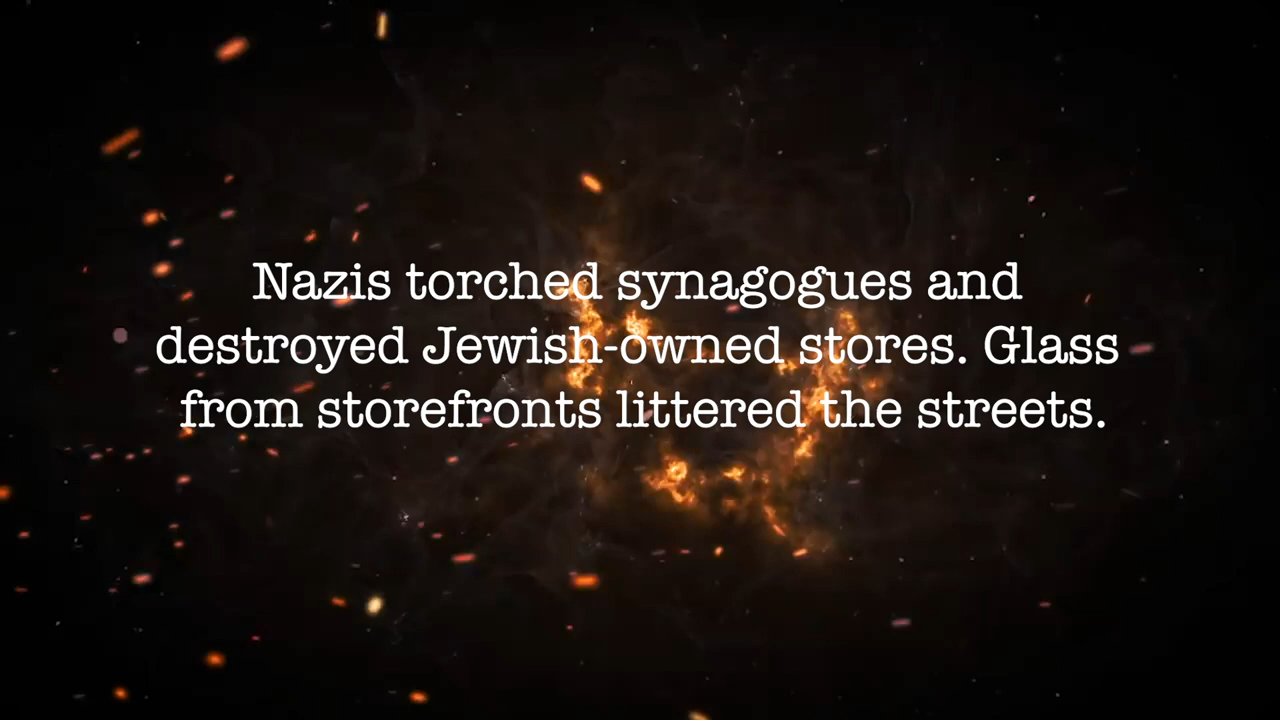 Nazis torched synagogues and
destroyed Jewish-owned stores. Glass
from storefronts littered the streets.